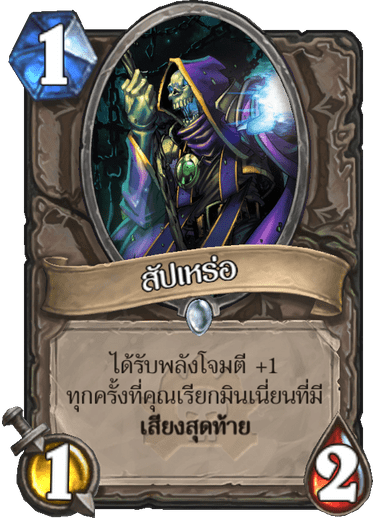 1
สัปเหร่อ
ได้รับพลังโจมตี +1
ทุกครั้งที่คุณเรียกมินเนี่ยนที่มี
เสียงสุดท้าย
1
2